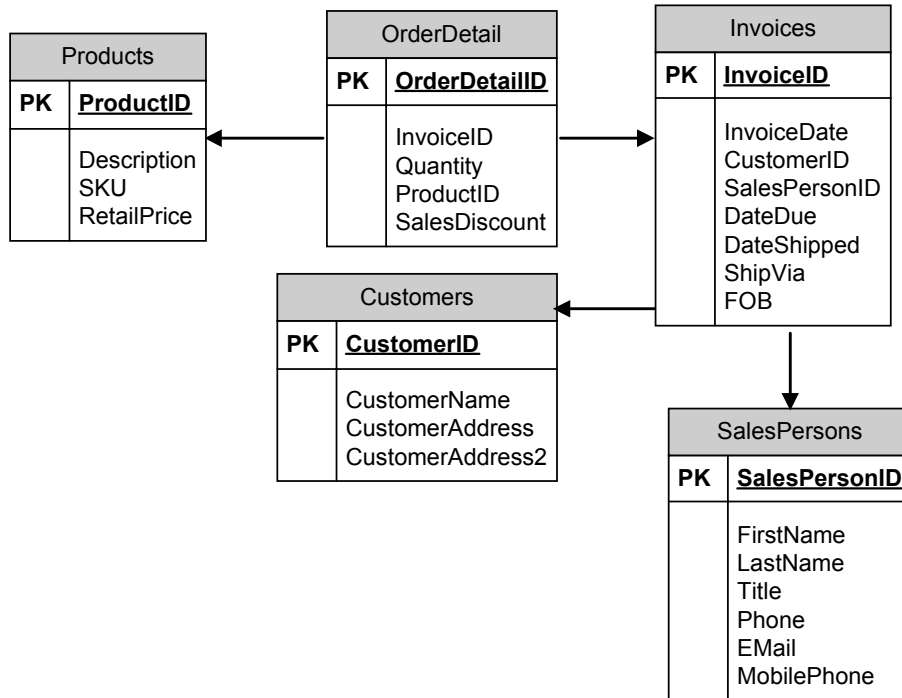 Products
PK ProductID
Description
SKU
RetailPrice
OrderDetail
PK OrderDetailID
InvoiceID
Quantity
ProductID
SalesDiscount
Invoices
PK InvoiceID
InvoiceDate
CustomerID
SalesPersonID
DateDue
DateShipped
ShipVia
FOB
Customers
PK CustomerID
CustomerName
CustomerAddress
CustomerAddress2
SalesPersons
PK SalesPersonID
FirstName
LastName
Title
Phone
EMail
MobilePhone